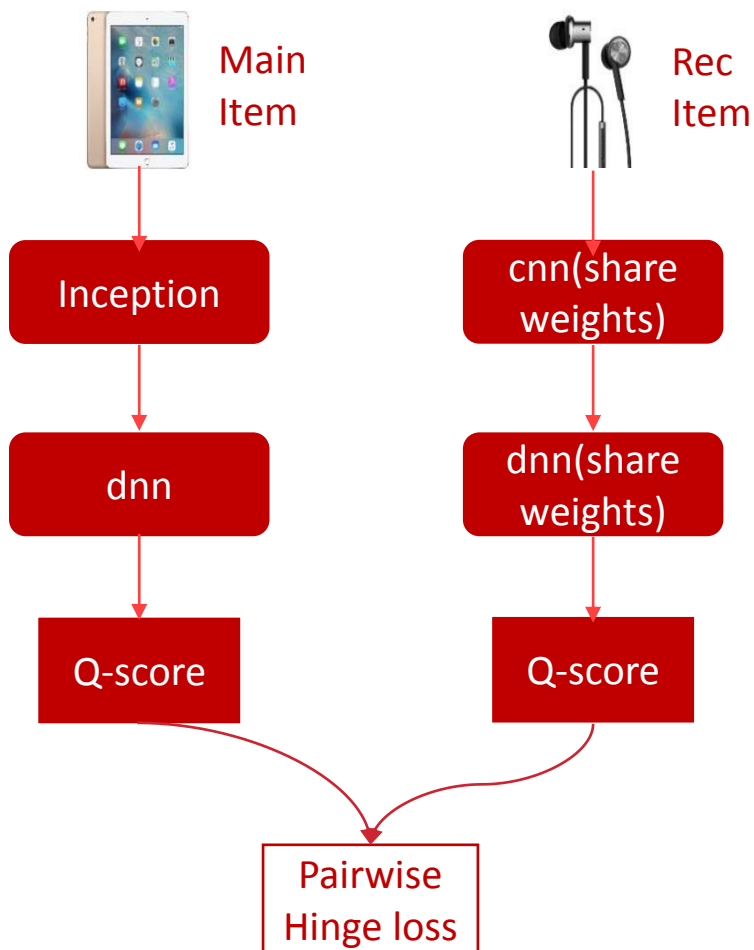 Main
Item
Rec
Item
Inception
cnn(share
weights)
dnn
dnn(share
weights)
Q-score
Q-score
Pairwise
Hinge loss